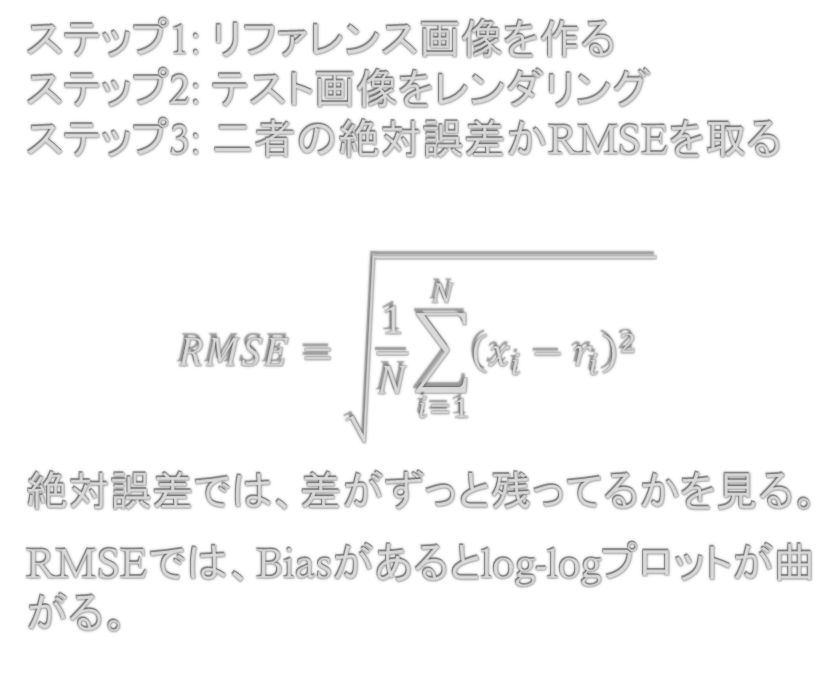 ステップ1: リファレンス画像を作る
ステップ2: テスト画像をレンダリング
ステップ3: 二者の絶対誤差かRMSEを取る
RMSE = √(1/N ∑_{i=1}^{N} (x_i − r_i)^2)
絶対誤差では、差がずっと残ってるかを見る。
RMSEでは、Biasがあるとlog-logプロットが曲
がる。